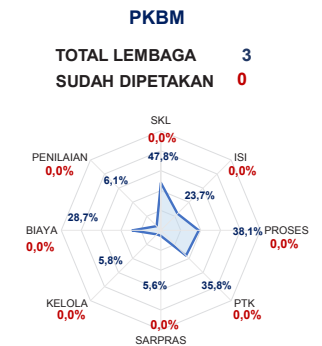 PKBM
TOTAL LEMBAGA 3
SUDAH DIPETAKAN 0
SKL
0,0%
47,8%
ISI
0,0%
23,7%
PROSES
0,0%
38,1%
PTK
0,0%
35,8%
SARPRAS
0,0%
5,6%
KELOLA
0,0%
5,8%
BIAYA
0,0%
28,7%
PENILAIAN
0,0%
6,1%